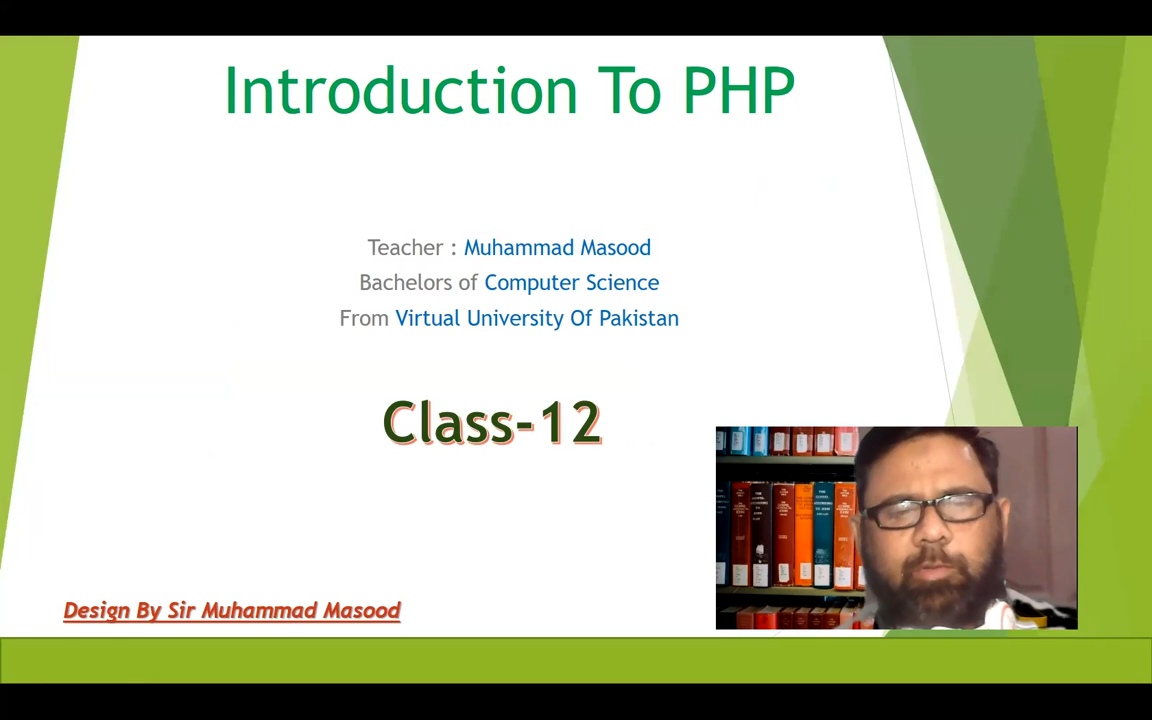 Introduction To PHP
Teacher : Muhammad Masood
Bachelors of Computer Science
From Virtual University Of Pakistan
Class-12
Design By Sir Muhammad Masood